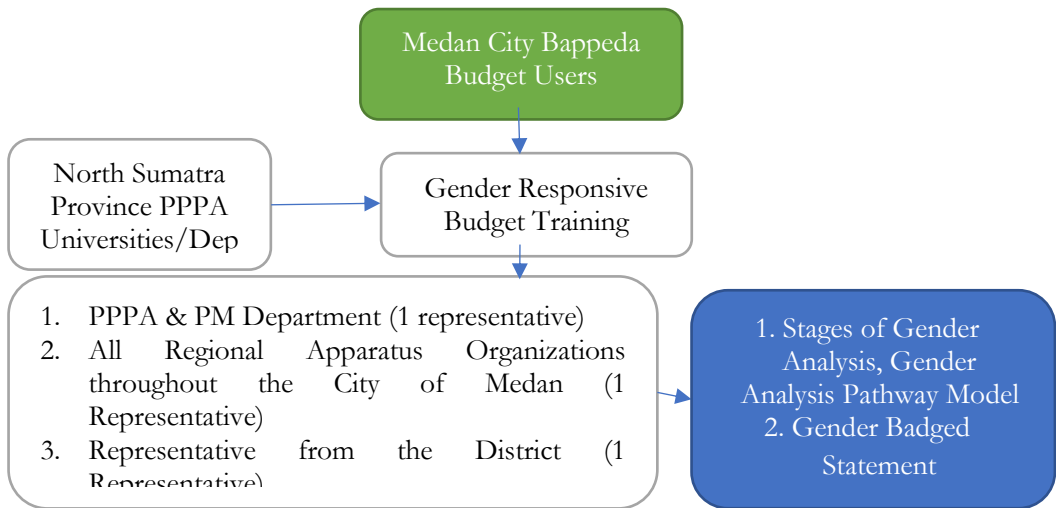 Medan City Bappeda
Budget Users
North Sumatra
Province PPPA
Universities/Dep
Gender Responsive
Budget Training
1. PPPA & PM Department (1 representative)
2. All Regional Apparatus Organizations
throughout the City of Medan (1
Representative)
3. Representative from the District (1
Representative)
1. Stages of Gender
Analysis, Gender
Analysis Pathway Model
2. Gender Badged
Statement